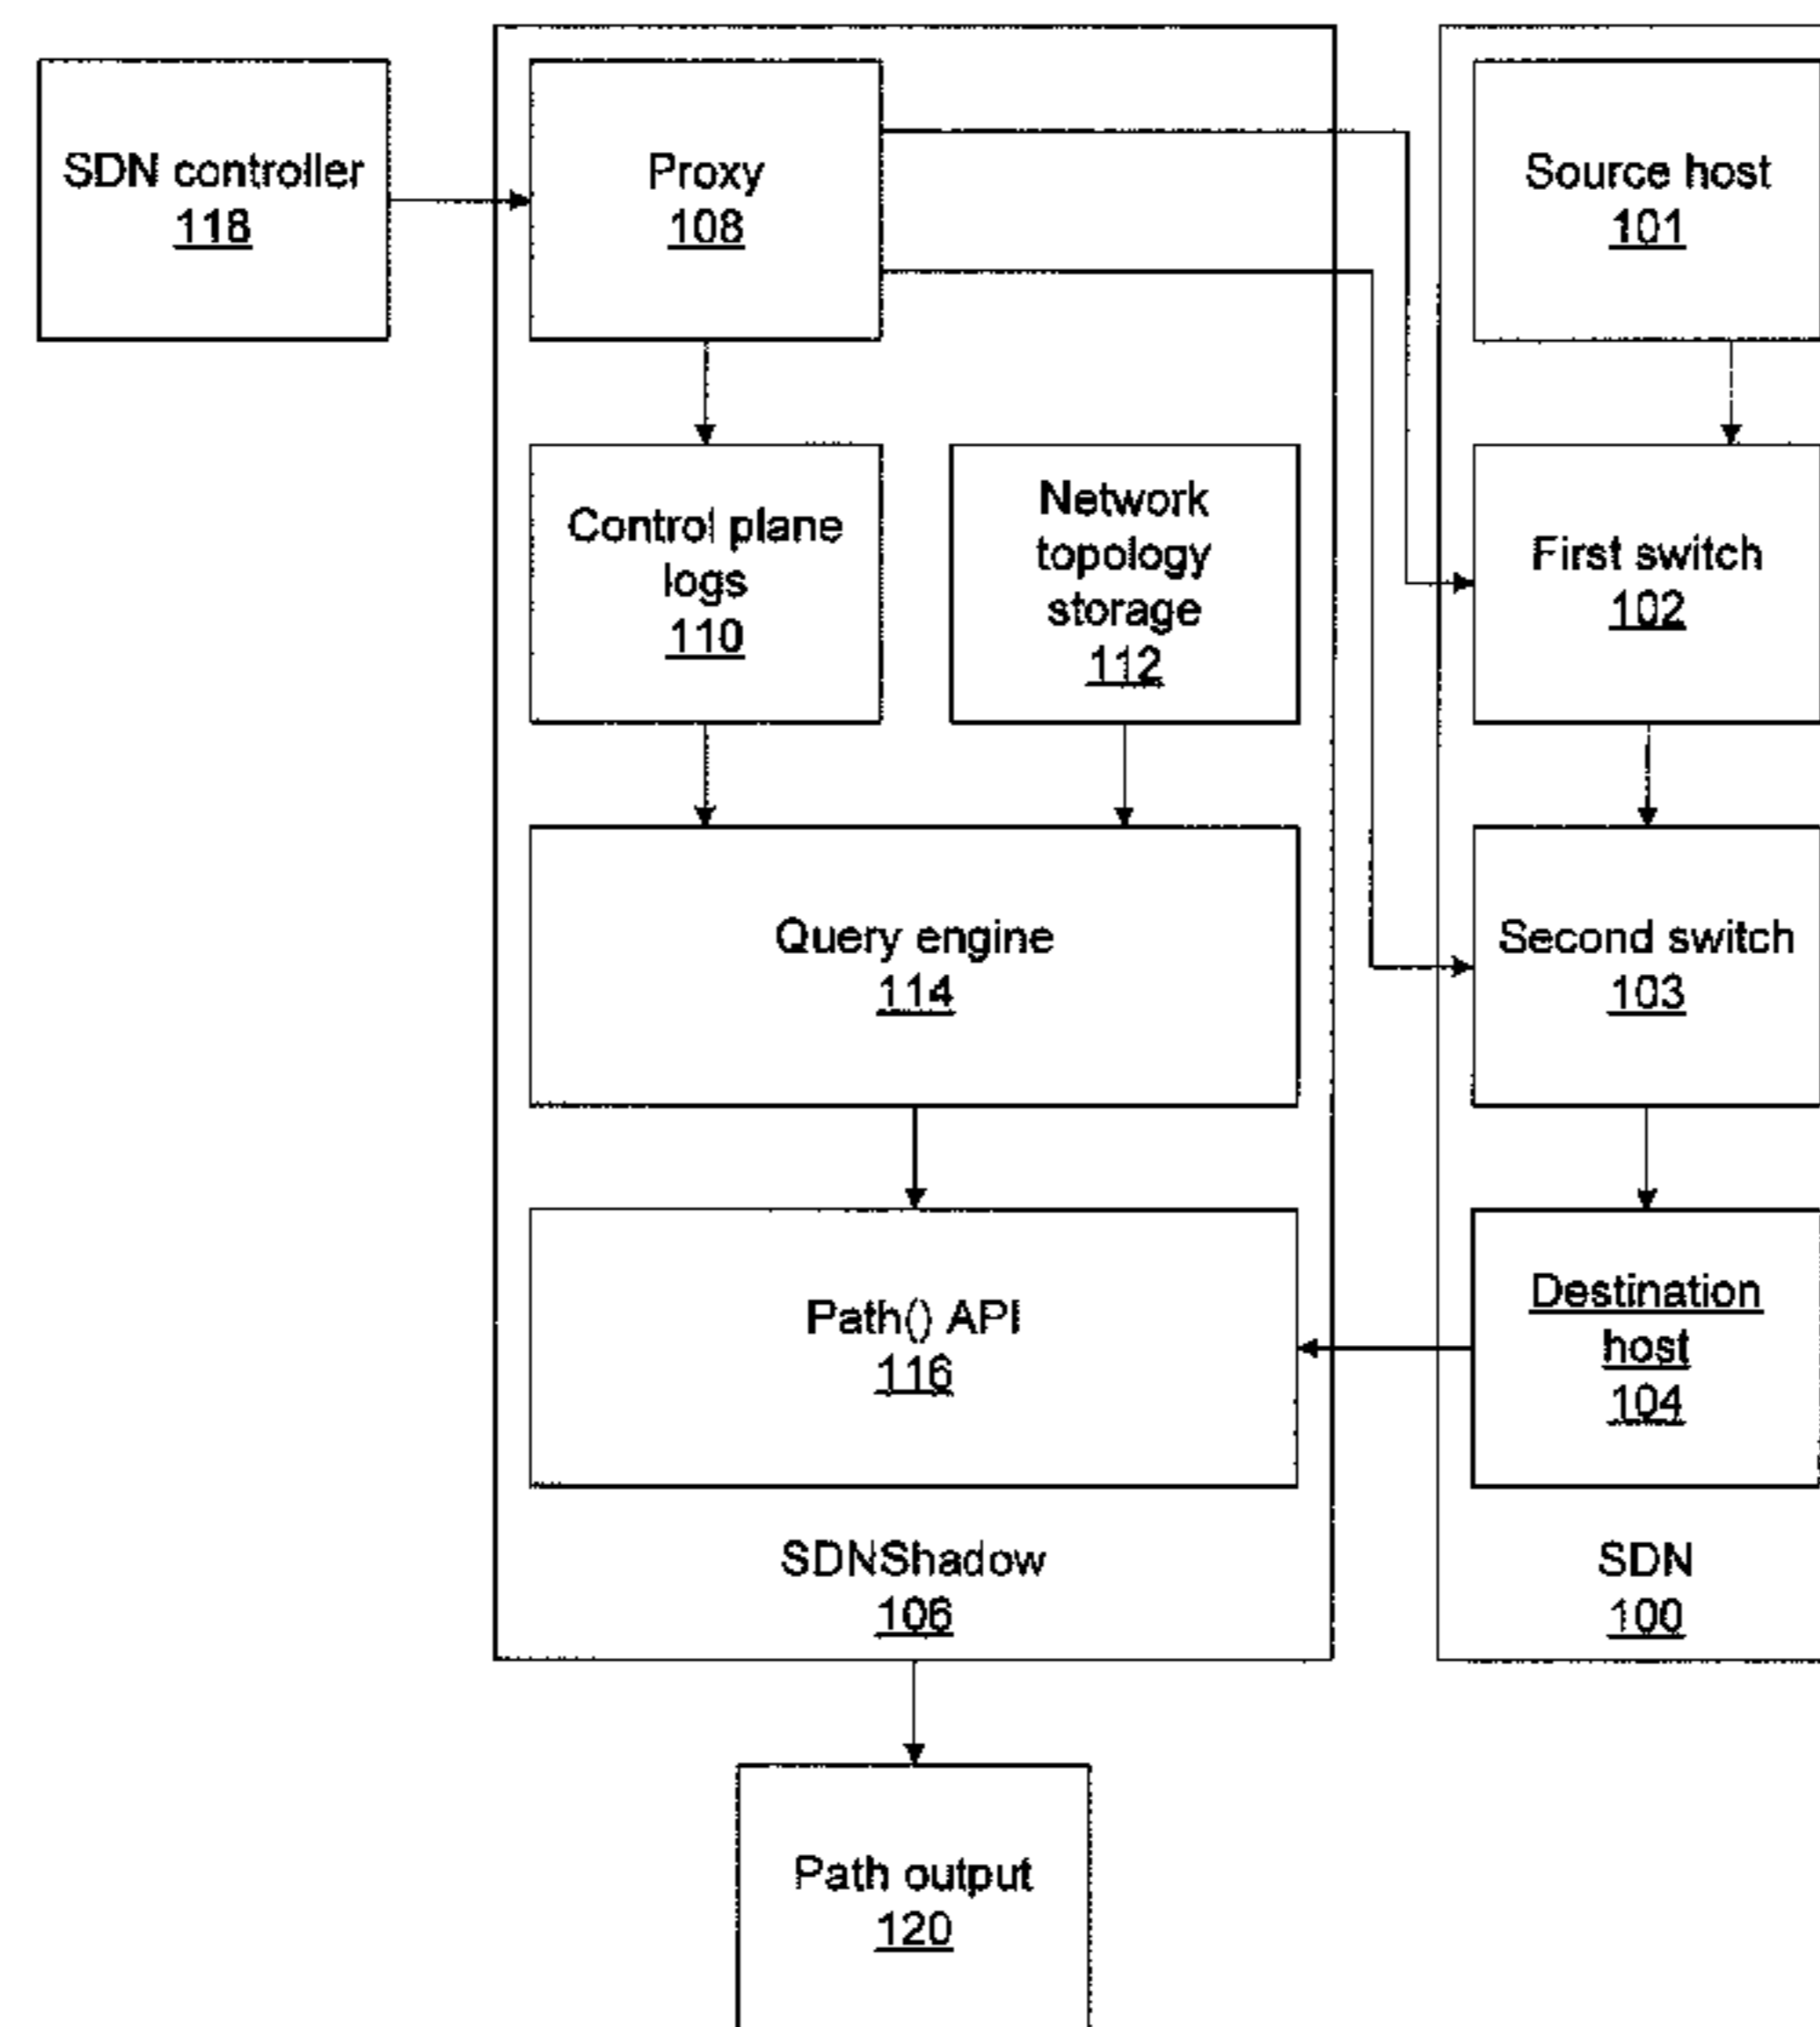 SDN controller
118
Proxy
108
Source host
101
Control plane
logs
110
Network
topology
storage
112
First switch
102
Query engine
114
Second switch
103
Path() API
116
Destination
host
104
SDNShadow
106
SDN
100
Path output
120